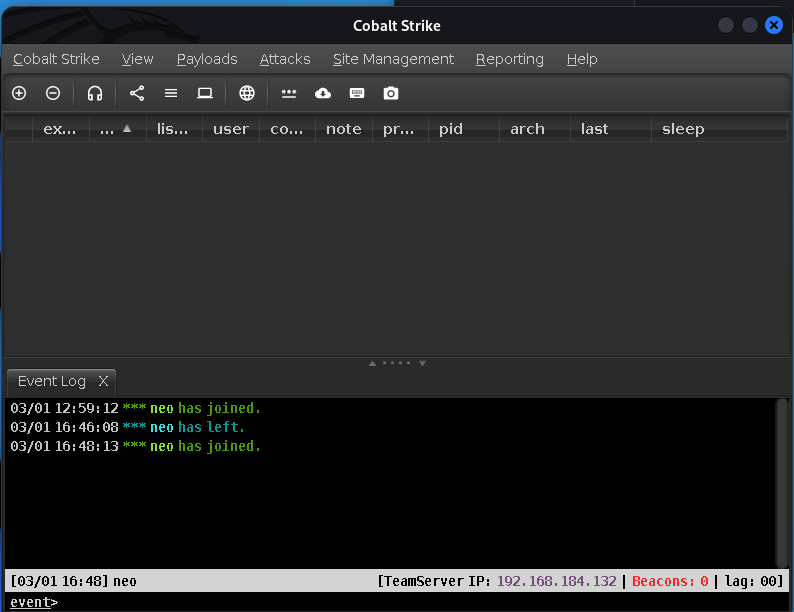 Cobalt Strike
Cobalt Strike View Payloads Attacks Site Management Reporting Help
ex... ... lis... user co... note pr... pid arch last sleep
Event Log X
03/01 12:59:12 *** neo has joined.
03/01 16:46:08 *** neo has left.
03/01 16:48:13 *** neo has joined.
[03/01 16:48] neo [TeamServer IP: 192.168.184.132 | Beacons: 0 | lag: 00]
event>